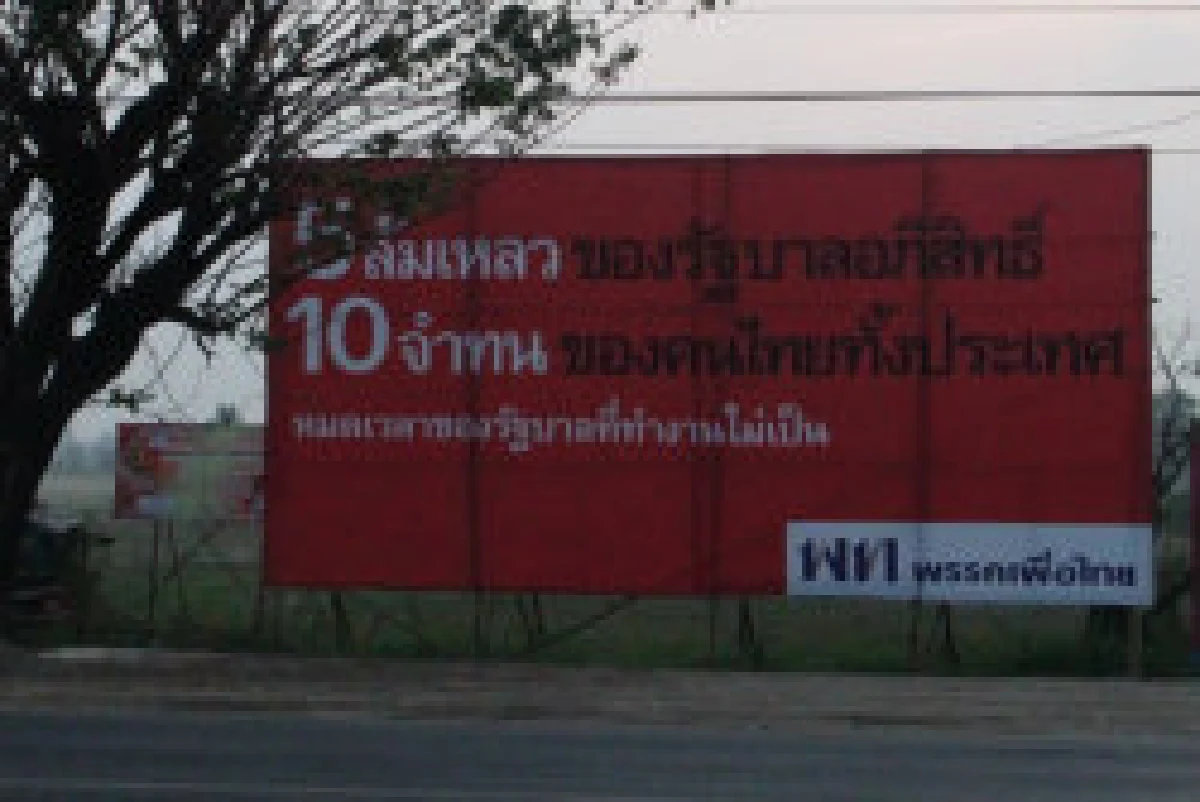 ล้มเหลว ของรัฐบาลอภิสิทธิ์
10 จำทน ของคนไทยทั้งประเทศ
หมดเวลาของรัฐบาลที่ทำงานไม่เป็น
พท พรรคเพื่อไทย